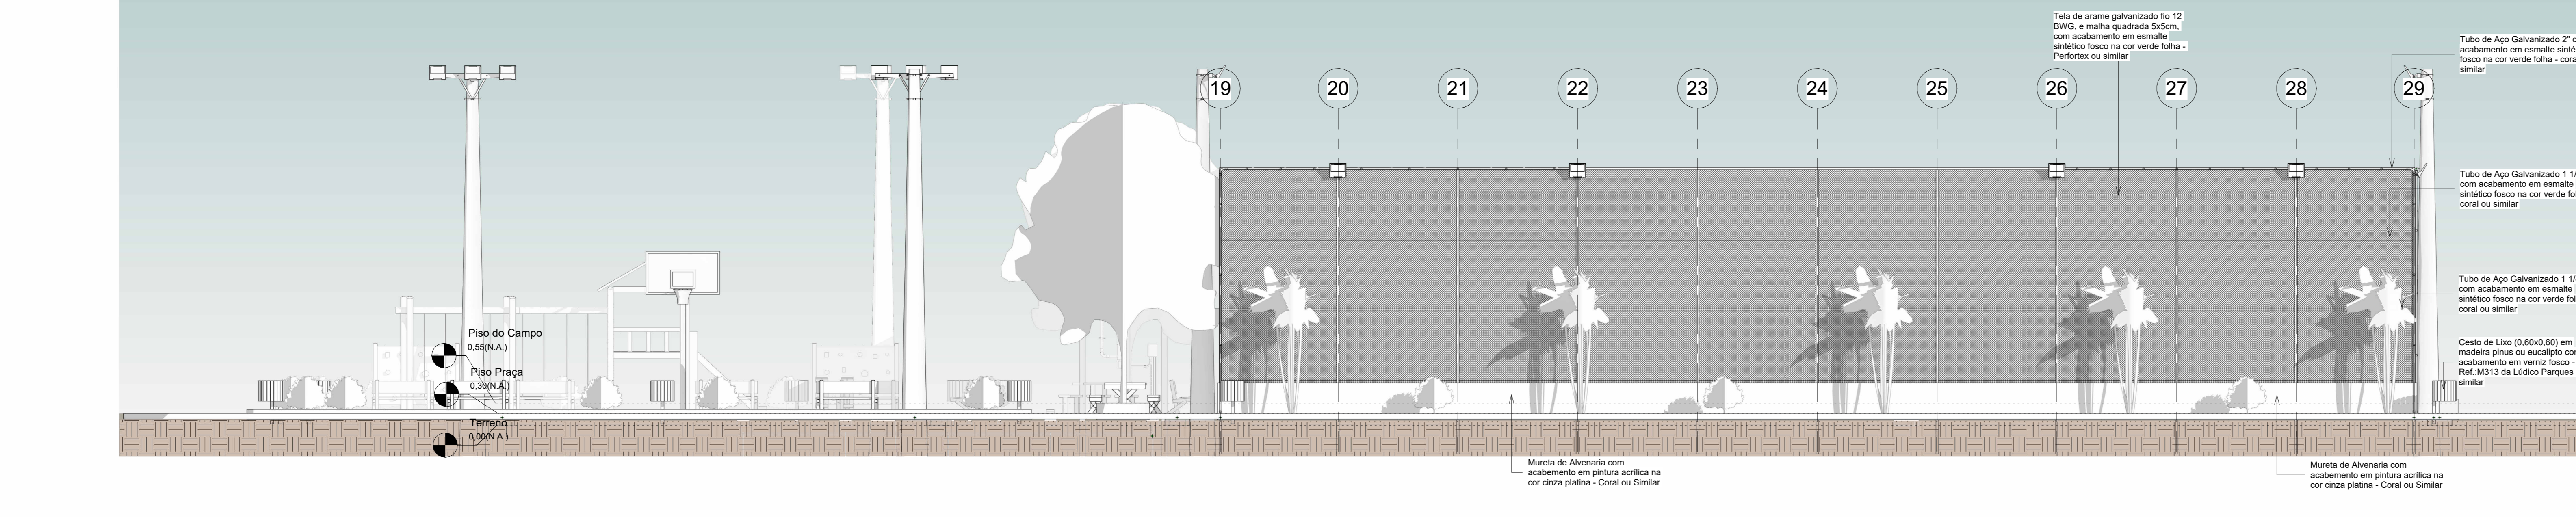 Tela de arame galvanizado fio 12
BWG, e malha quadrada 5x5cm,
com acabamento em esmalte
sintético fosco na cor verde folha -
Perfortex ou similar
Tubo de Aço Galvanizado 2"
acabamento em esmalte
fosco na cor verde folha -
similar
19
20
21
22
23
24
25
26
27
28
29
Tubo de Aço Galvanizado 1
com acabamento em esmalte
sintético fosco na cor verde
coral ou similar
Tubo de Aço Galvanizado 1
com acabamento em esmalte
sintético fosco na cor verde
coral ou similar
Piso do Campo
0,55(N.A.)
Piso Praça
0,30(N.A.)
Terreno
0,00(N.A.)
Cesto de Lixo (0,60x0,60) em
madeira pinus ou eucalipto
acabamento em verniz fosco -
Ref.:M313 da Lúdico Parques
similar
Mureta de Alvenaria com
acabemento em pintura acrílica na
cor cinza platina - Coral ou Similar
Mureta de Alvenaria com
acabemento em pintura acrílica na
cor cinza platina - Coral ou Similar